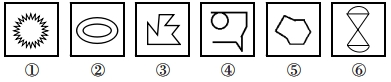 ① ② ③ ④ ⑤ ⑥